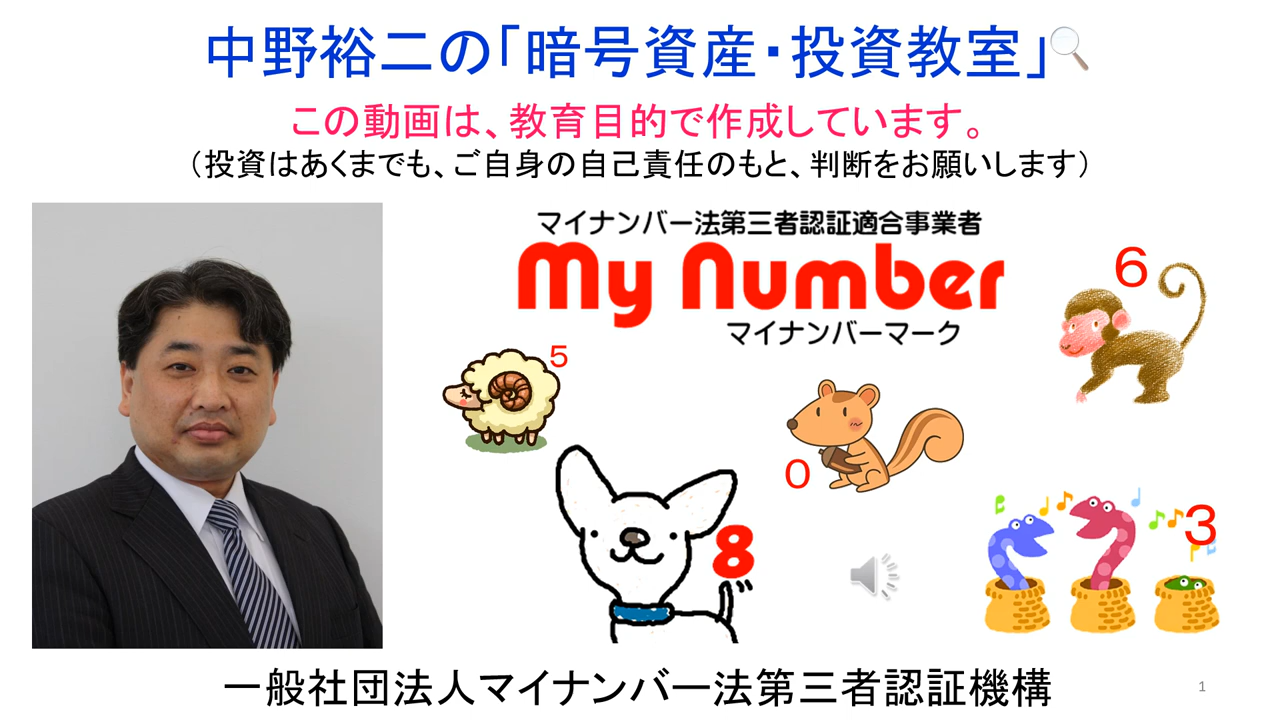 中野裕二の「暗号資産・投資教室」
この動画は、教育目的で作成しています。
（投資はあくまでも、ご自身の自己責任のもと、判断をお願いします）
マイナンバー法第三者認証適合事業者
My Number
マイナンバーマーク
6
5
0
8
3
一般社団法人マイナンバー法第三者認証機構
1